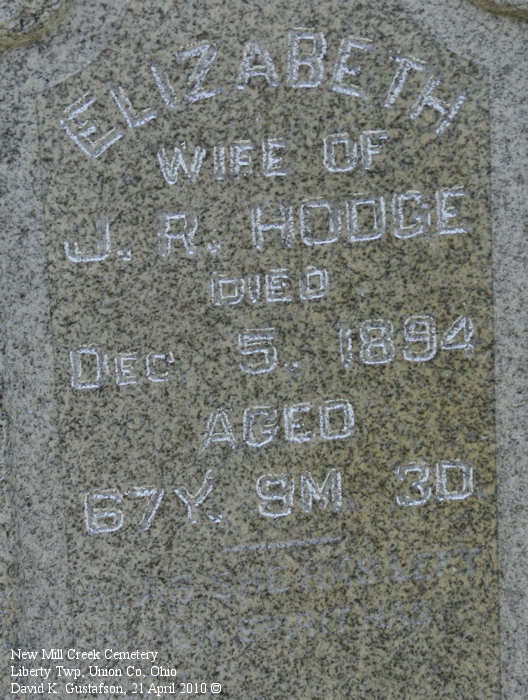 ELIZABETH
WIFE OF
J. R. HODGE
DIED
DEC 5. 1894
AGED
67Y. 9M. 3D.
New Mill Creek Cemetery
Liberty Twp, Union Co, Ohio
David K. Gustafson, 21 April 2010 ©